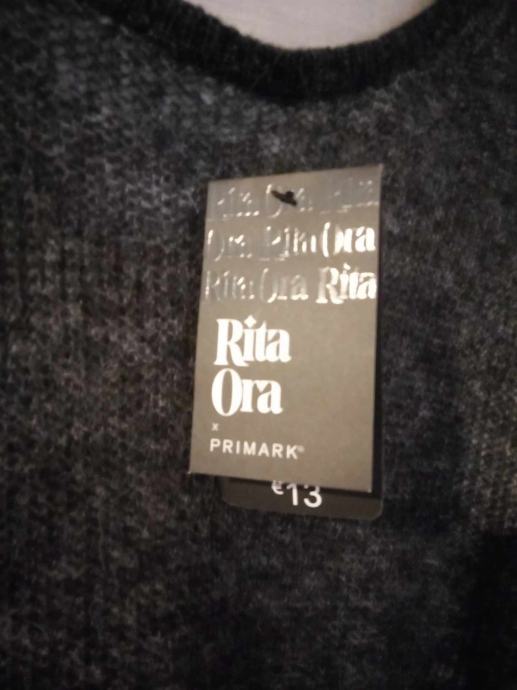 Rita Ora Rita
Ora Rita Ora
Rita Ora Rita
Rita
Ora
x
PRIMARK®
€13